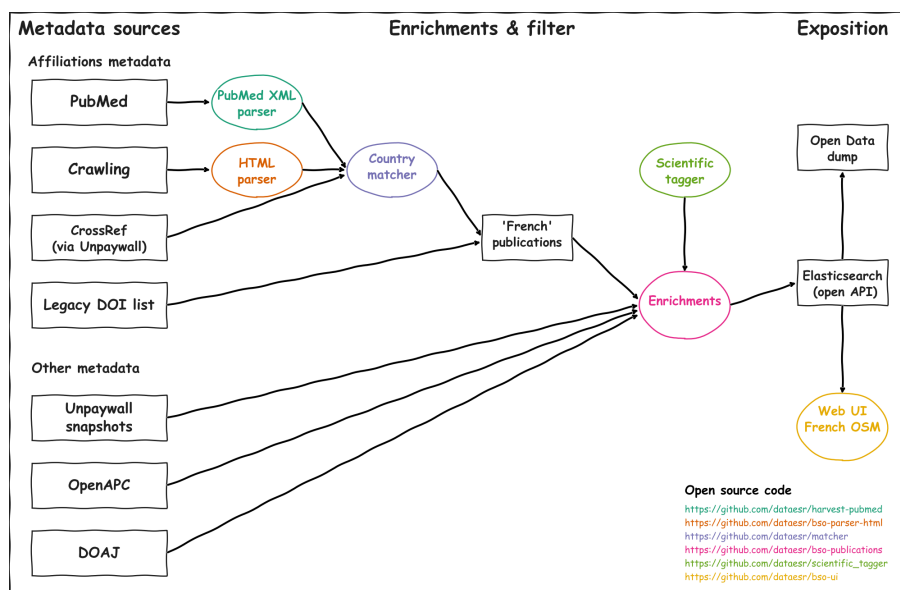 Metadata sources
Enrichments & filter
Exposition
Affiliations metadata
PubMed
PubMed XML
parser
Crawling
HTML
parser
Country
matcher
Scientific
tagger
Open Data
dump
CrossRef
(via Unpaywall)
'French'
publications
Legacy DOI list
Enrichments
Elasticsearch
(open API)
Other metadata
Unpaywall
snapshots
Web UI
French OSM
OpenAPC
DOAJ
Open source code
https://github.com/dataesr/harvest-pubmed
https://github.com/dataesr/bso-parser-html
https://github.com/dataesr/matcher
https://github.com/dataesr/bso-publications
https://github.com/dataesr/scientific_tagger
https://github.com/dataesr/bso-ui